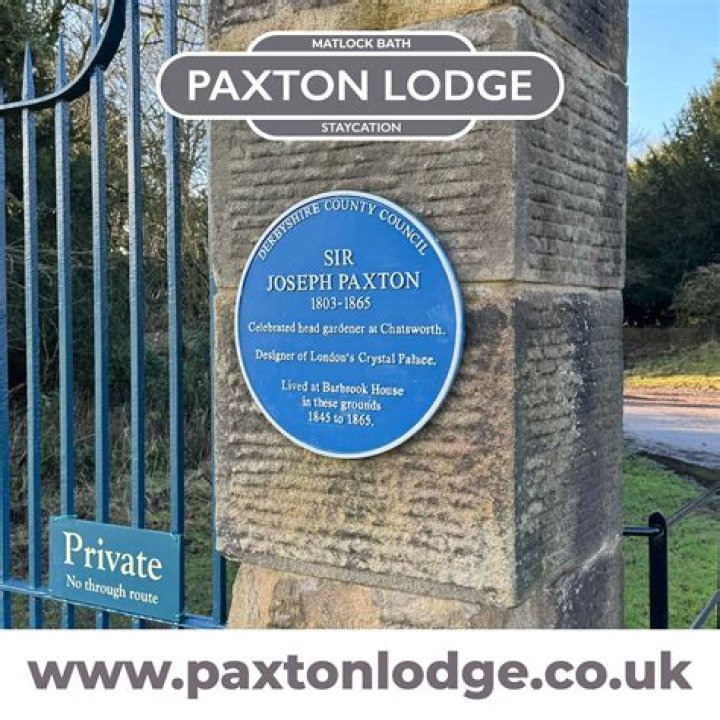 MATLOCK BATH
PAXTON LODGE
STAYCATION
DERBYSHIRE COUNTY COUNCIL
SIR
JOSEPH PAXTON
1803-1865
Celebrated head gardener at Chatsworth.
Designer of London's Crystal Palace.
Lived at Barbrook House
in these grounds
1845 to 1865.
Private
No through route
www.paxtonlodge.co.uk